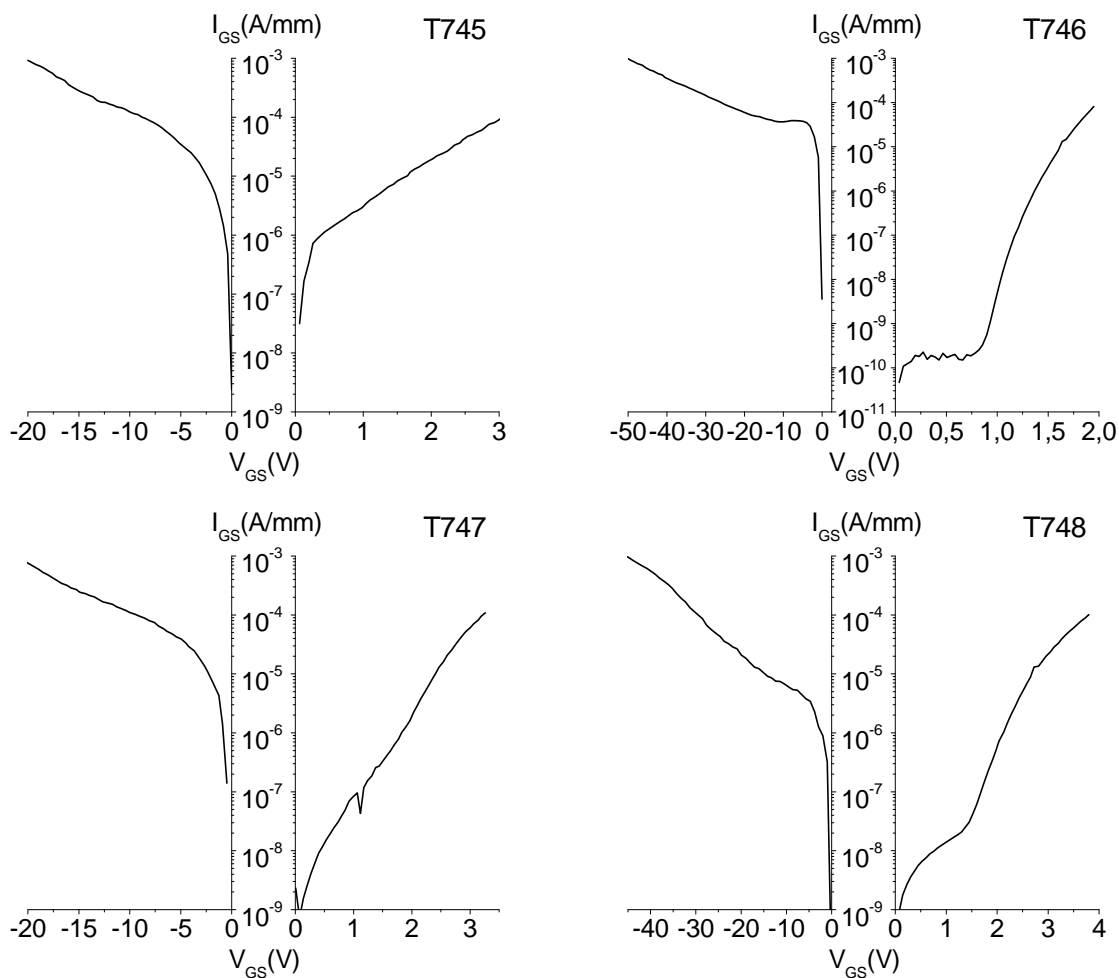 I_GS(A/mm) T745
10^-3
10^-4
10^-5
10^-6
10^-7
10^-8
10^-9
-20 -15 -10 -5 0 0 1 2 3
V_GS(V)
I_GS(A/mm) T746
10^-3
10^-4
10^-5
10^-6
10^-7
10^-8
10^-9
10^-10
10^-11
-50 -40 -30 -20 -10 0 0,0 0,5 1,0 1,5 2,0
V_GS(V) V_GS(V)
I_GS(A/mm) T747
10^-3
10^-4
10^-5
10^-6
10^-7
10^-8
10^-9
-20 -15 -10 -5 0 0 1 2 3
V_GS(V)
I_GS(A/mm) T748
10^-3
10^-4
10^-5
10^-6
10^-7
10^-8
10^-9
-40 -30 -20 -10 0 0 1 2 3 4
V_GS(V)